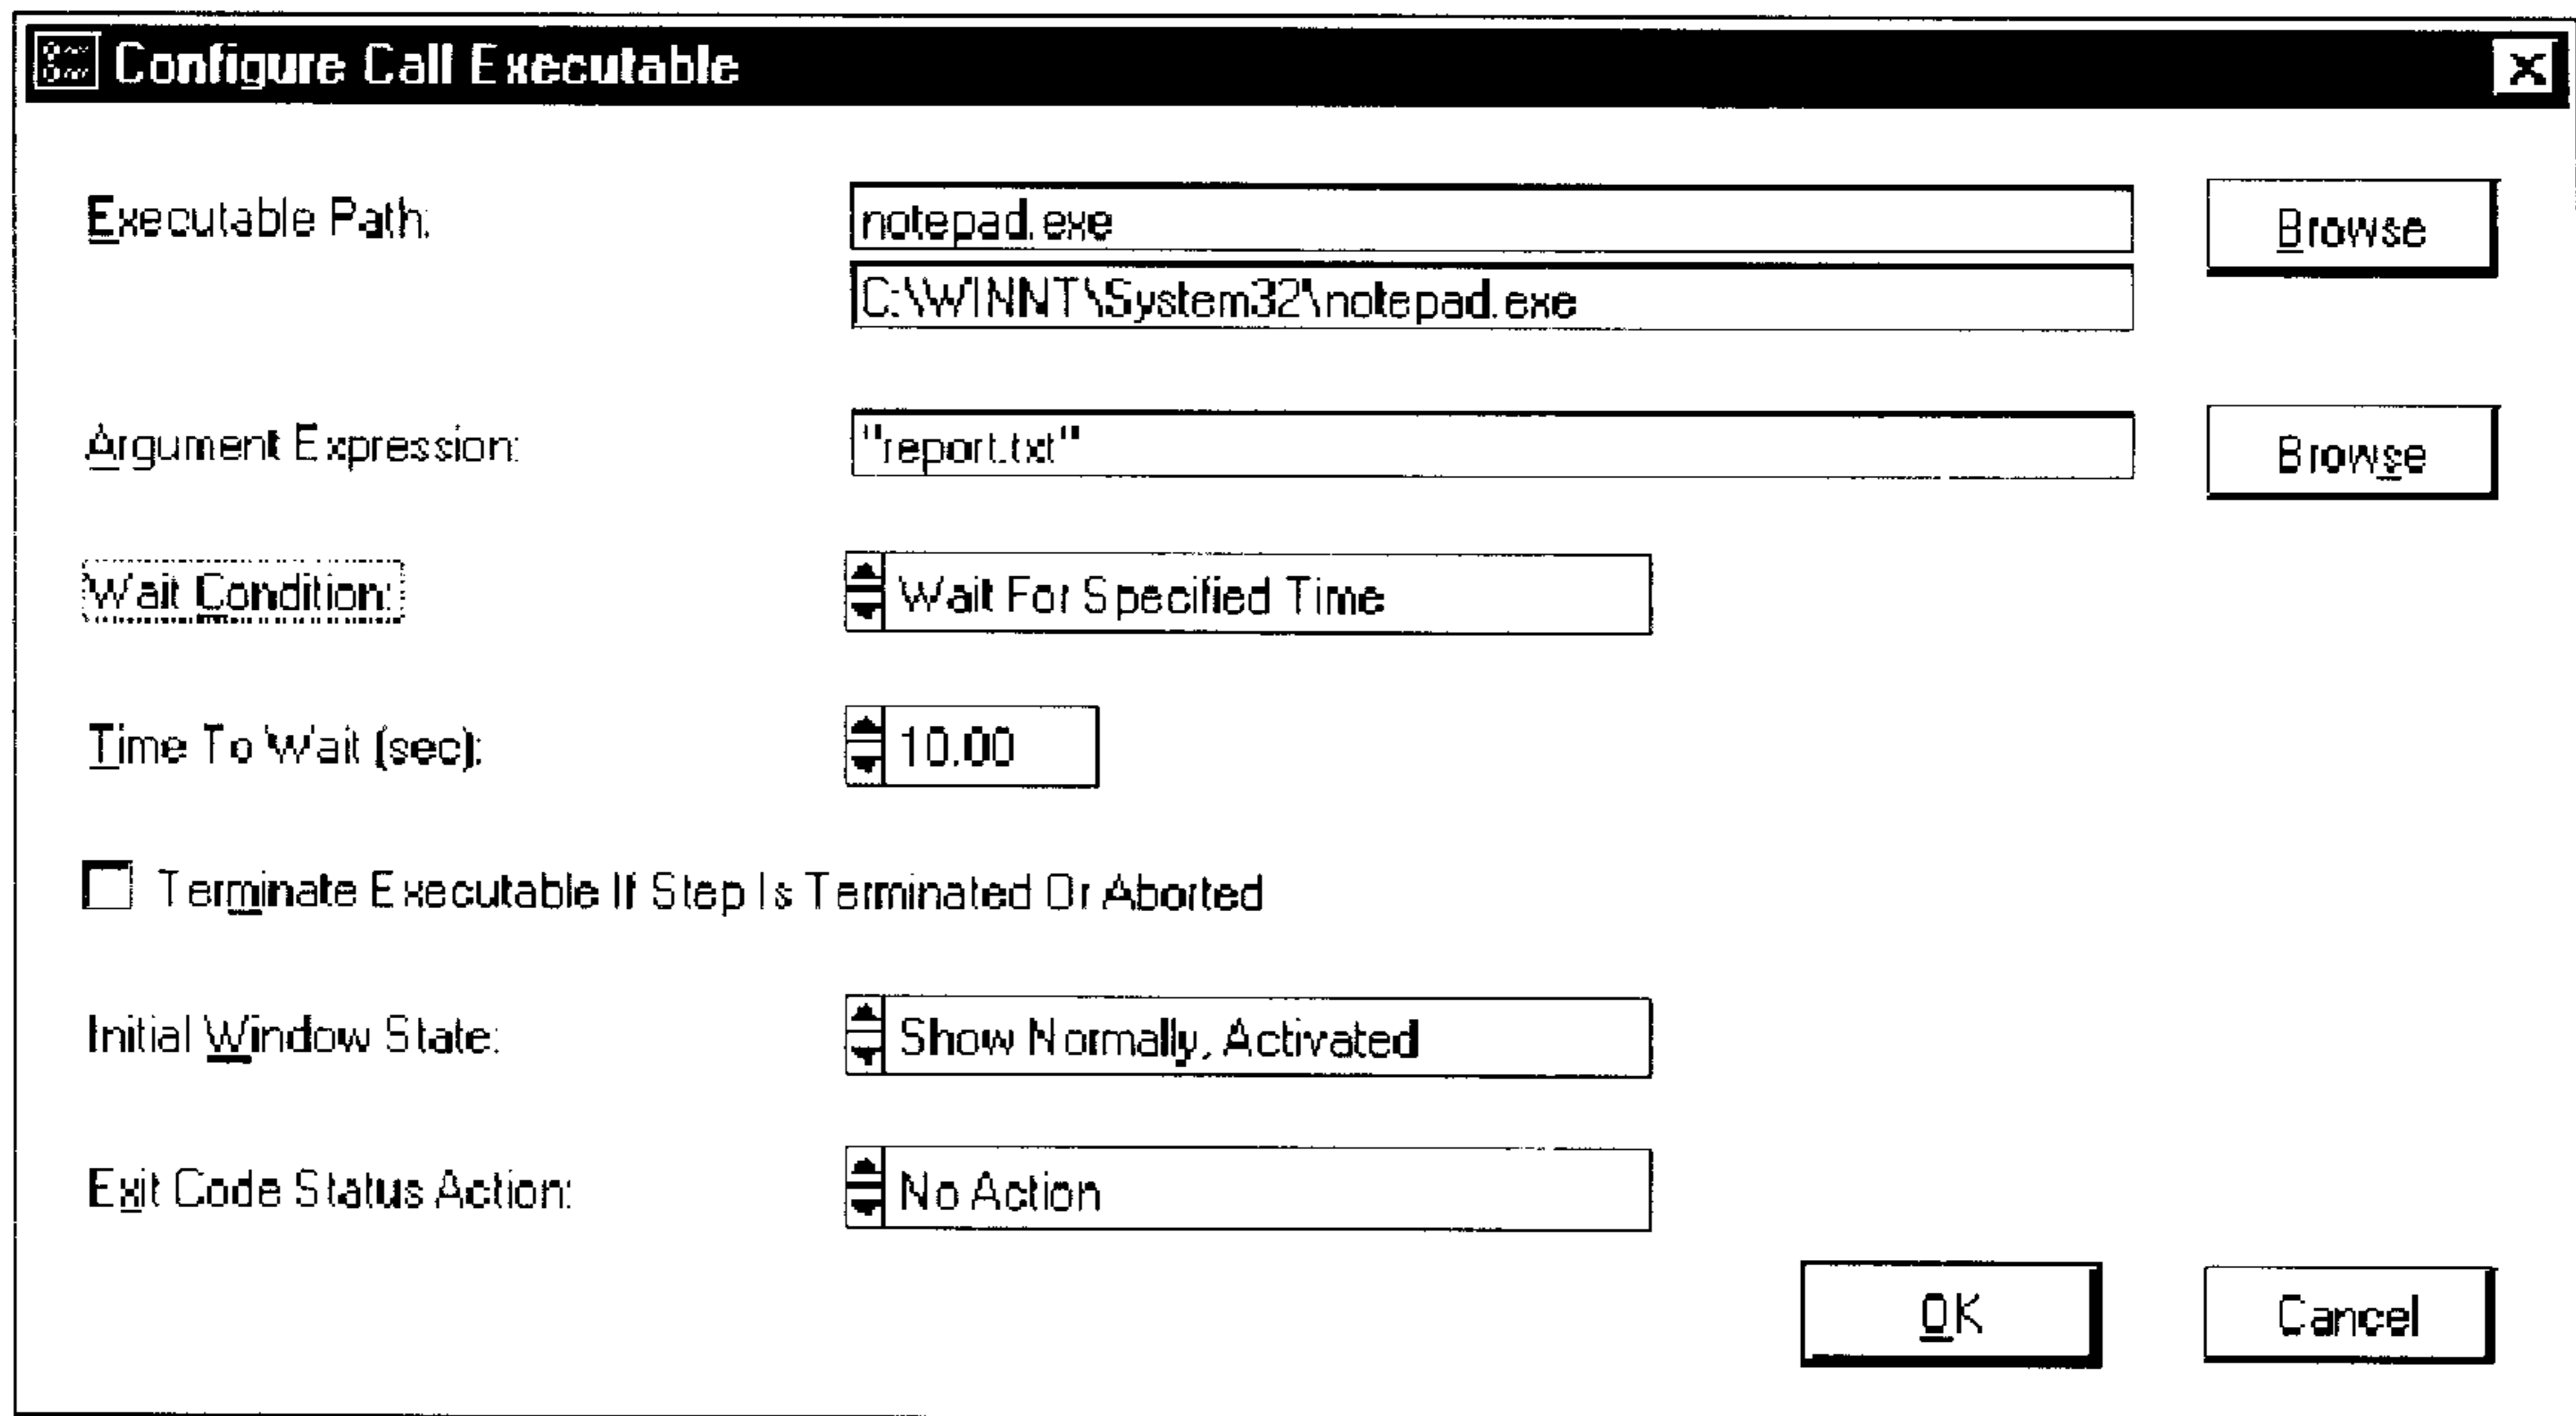 Configure Call Executable
Executable Path: notepad.exe Browse
C:\WINNT\System32\notepad.exe
Argument Expression: "report.txt" Browse
Wait Condition: Wait For Specified Time
Time To Wait (sec): 10.00
Terminate Executable If Step Is Terminated Or Aborted
Initial Window State: Show Normally, Activated
Exit Code Status Action: No Action
OK Cancel